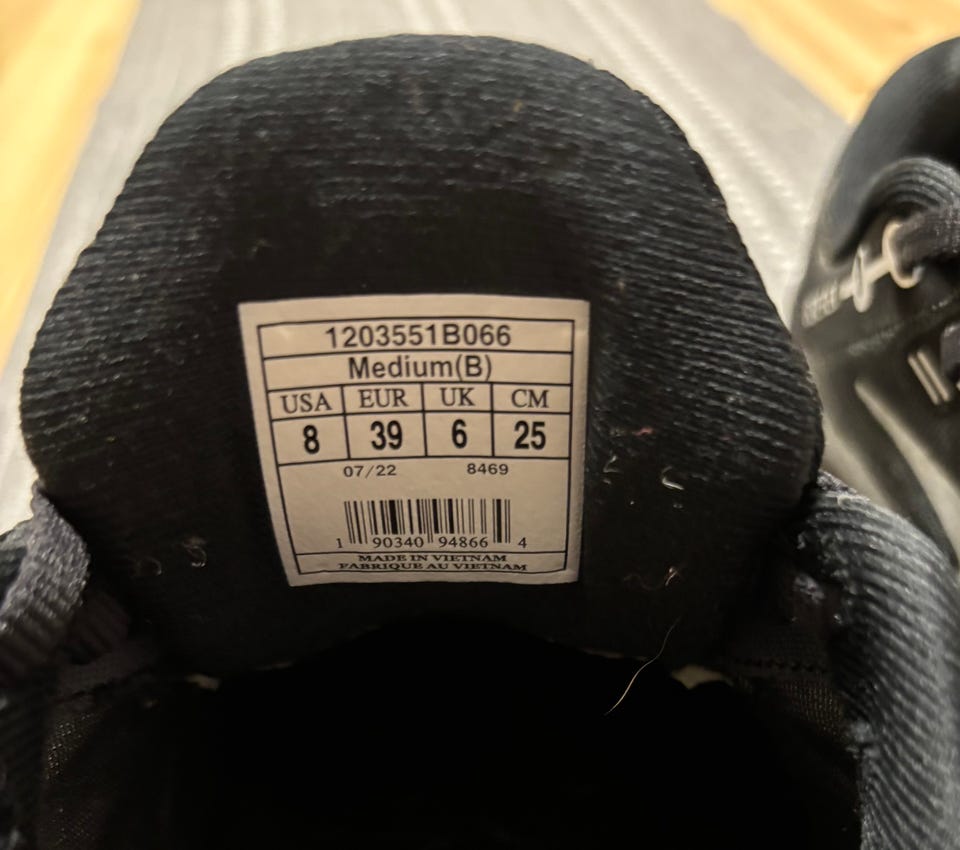 1203551B066
Medium(B)
USA EUR UK CM
8 39 6 25
07/22 8469
1 90340 94866 4
MADE IN VIETNAM
FABRIQUE AU VIETNAM